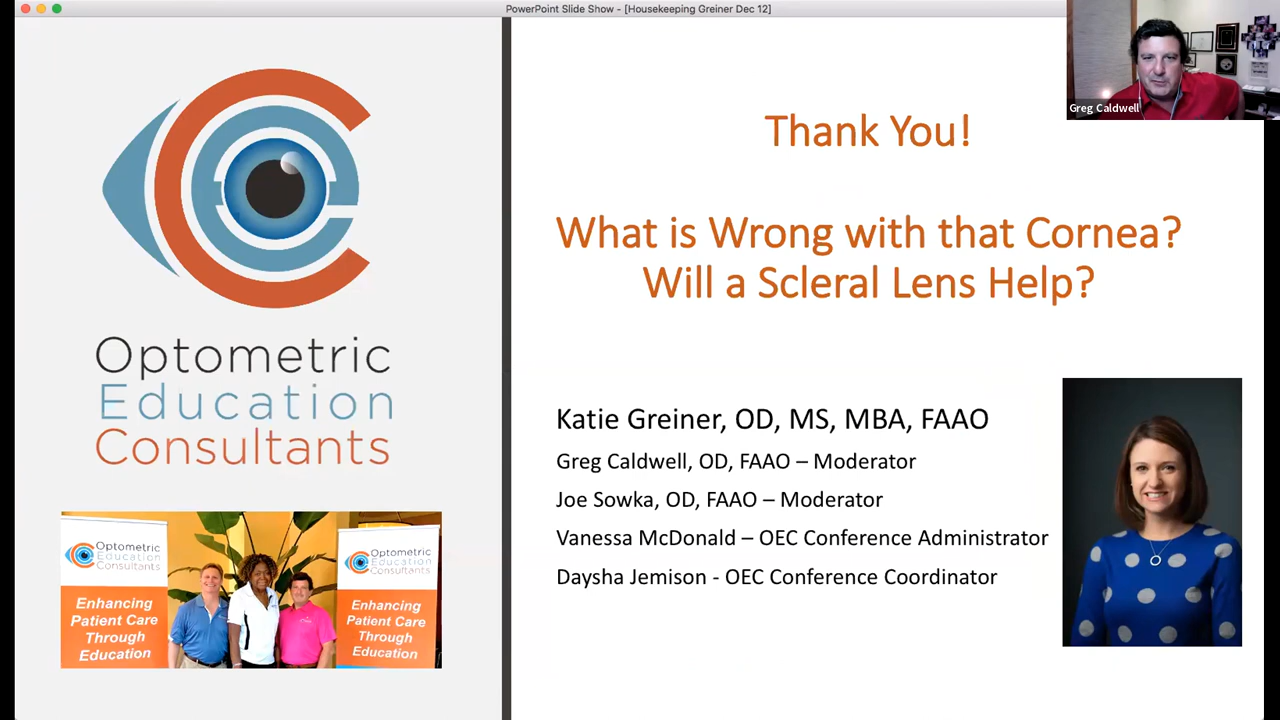 PowerPoint Slide Show - [Housekeeping Greiner Dec 12]
Greg Caldwell
Thank You!
What is Wrong with that Cornea?
Will a Scleral Lens Help?
Optometric
Education
Consultants
Katie Greiner, OD, MS, MBA, FAAO
Greg Caldwell, OD, FAAO – Moderator
Joe Sowka, OD, FAAO – Moderator
Vanessa McDonald – OEC Conference Administrator
Daysha Jemison - OEC Conference Coordinator
Optometric
Education
Consultants
Enhancing
Patient Care
Through
Education
Optometric
Education
Consultants
Enhancing
Patient Care
Through
Education